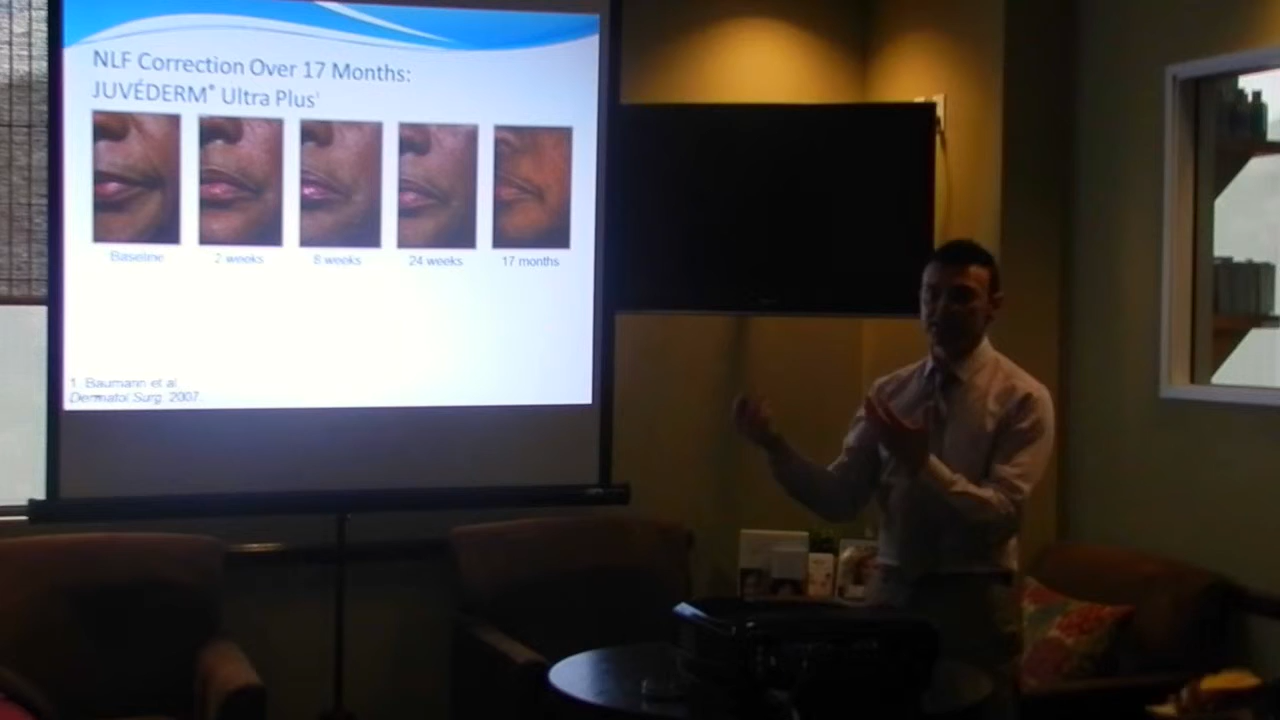 NLF Correction Over 17 Months:
JUVÉDERM® Ultra Plus¹
Baseline 2 weeks 8 weeks 24 weeks 17 months
1. Baumann et al.
Dermatol Surg. 2007.